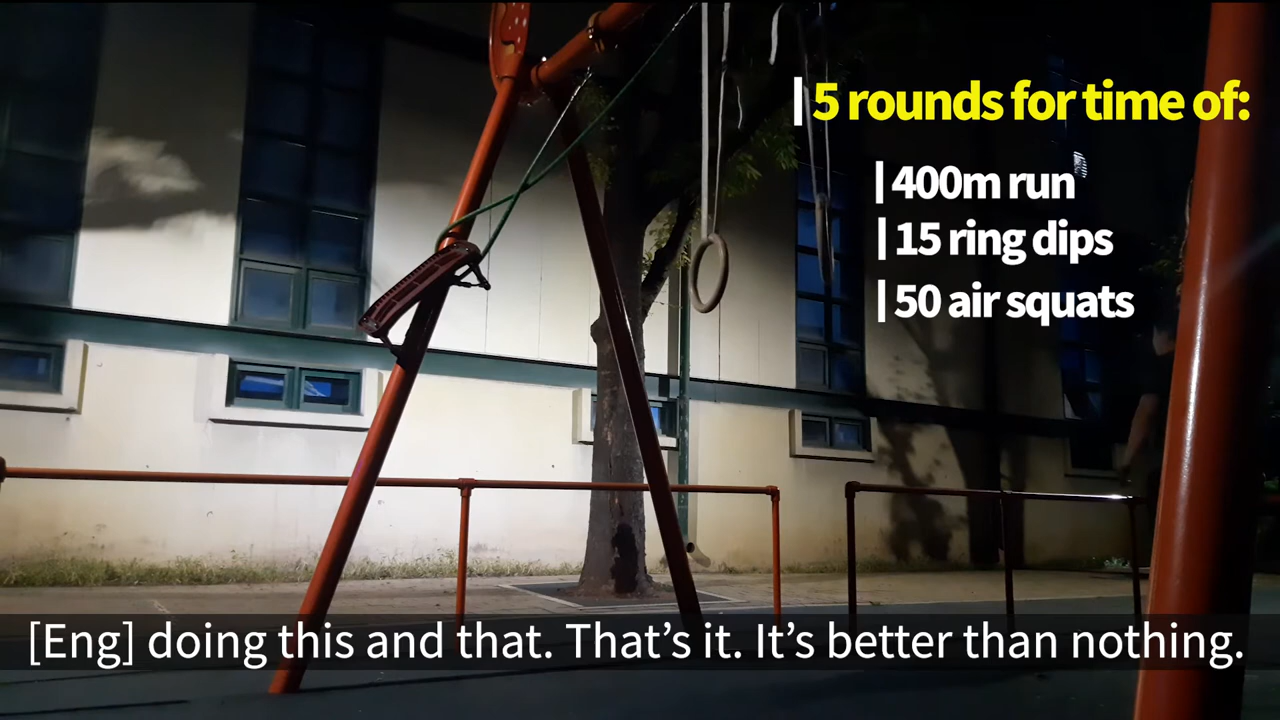 5 rounds for time of:
400m run
15 ring dips
50 air squats
[Eng] doing this and that. That's it. It's better than nothing.